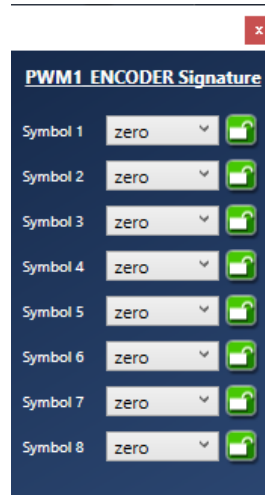 x
PWM1 ENCODER Signature
Symbol 1 zero
Symbol 2 zero
Symbol 3 zero
Symbol 4 zero
Symbol 5 zero
Symbol 6 zero
Symbol 7 zero
Symbol 8 zero